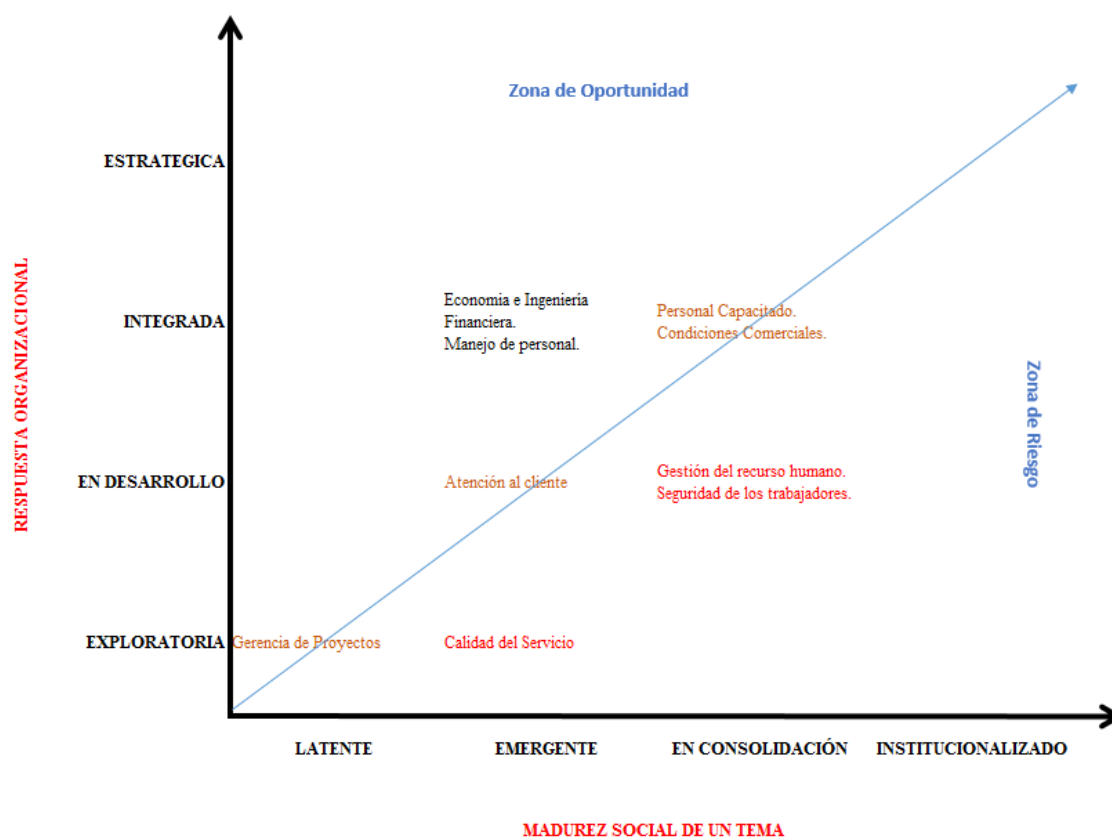 Zona de Oportunidad
ESTRATEGICA
RESPUESTA ORGANIZACIONAL
INTEGRADA
Economia e Ingeniería
Financiera.
Manejo de personal.
Personal Capacitado.
Condiciones Comerciales.
Zona de Riesgo
EN DESARROLLO
Atención al cliente
Gestión del recurso humano.
Seguridad de los trabajadores.
EXPLORATORIA
Gerencia de Proyectos
Calidad del Servicio
LATENTE
EMERGENTE
EN CONSOLIDACIÓN
INSTITUCIONALIZADO
MADUREZ SOCIAL DE UN TEMA